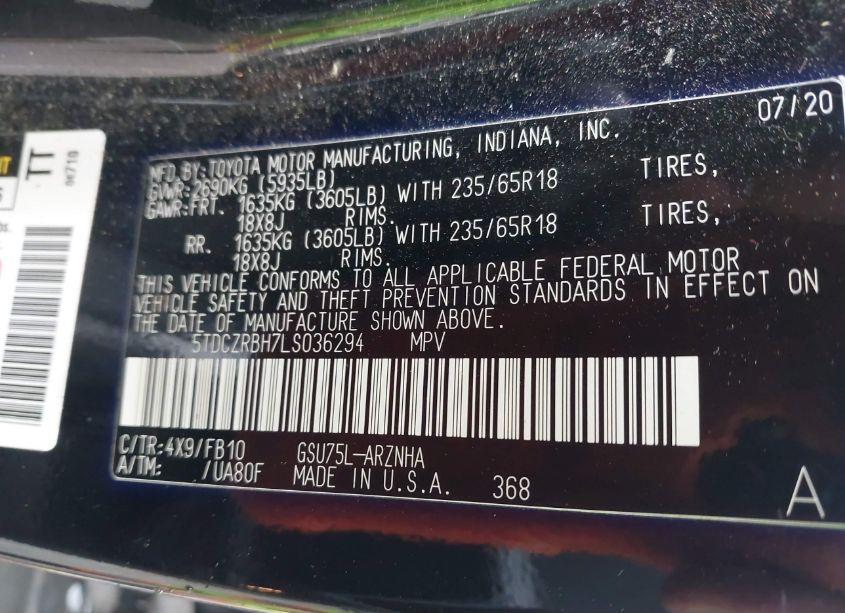 07/20
MFD. BY: TOYOTA MOTOR MANUFACTURING, INDIANA, INC.
GVWR: 2690KG (5935LB)
GAWR: FRT. 1635KG (3605LB) WITH 235/65R18 TIRES,
18X8J RIMS.
RR. 1635KG (3605LB) WITH 235/65R18 TIRES,
18X8J RIMS.
THIS VEHICLE CONFORMS TO ALL APPLICABLE FEDERAL MOTOR
VEHICLE SAFETY AND THEFT PREVENTION STANDARDS IN EFFECT ON
THE DATE OF MANUFACTURE SHOWN ABOVE.
5TDCZRBH7LS036294 MPV
C/TR: 4X9/FB10 GSU75L-ARZNHA
A/TM: /UA80F MADE IN U.S.A. 368
A
TT